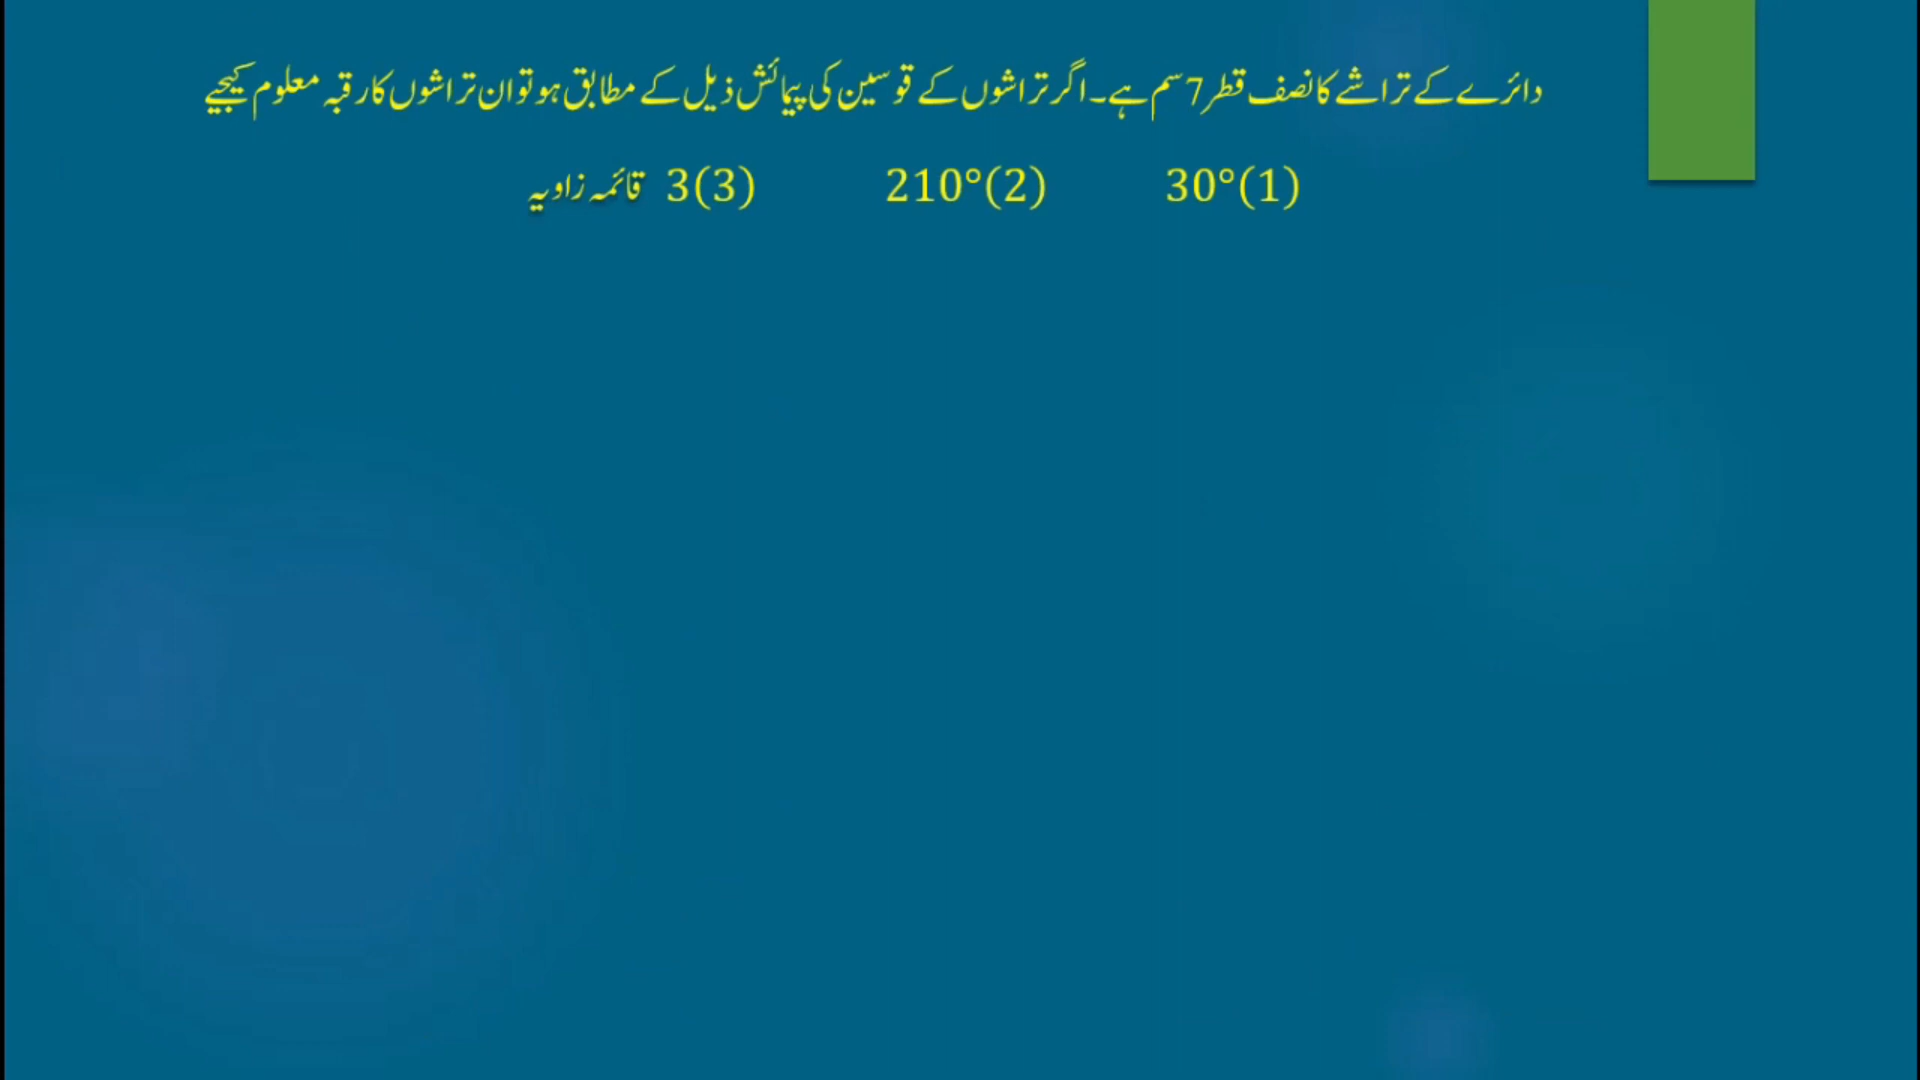 دائرے کے تراشے کا نصف قطر 7 سم ہے۔ اگر تراشوں کے قوسین کی پیمائش ذیل کے مطابق ہو تو ان تراشوں کا رقبہ معلوم کیجیے
(1)30° (2)210° (3)3 قائمہ زاویہ